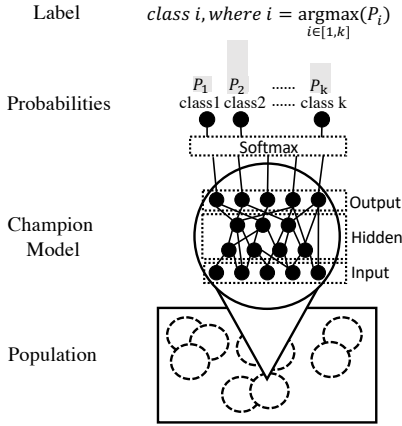 Label class i, where i = argmax(P_i)
i∈[1,k]
P_1 P_2 ...... P_k
Probabilities class1 class2 ...... class k
Softmax
Output
Champion Hidden
Model
Input
Population